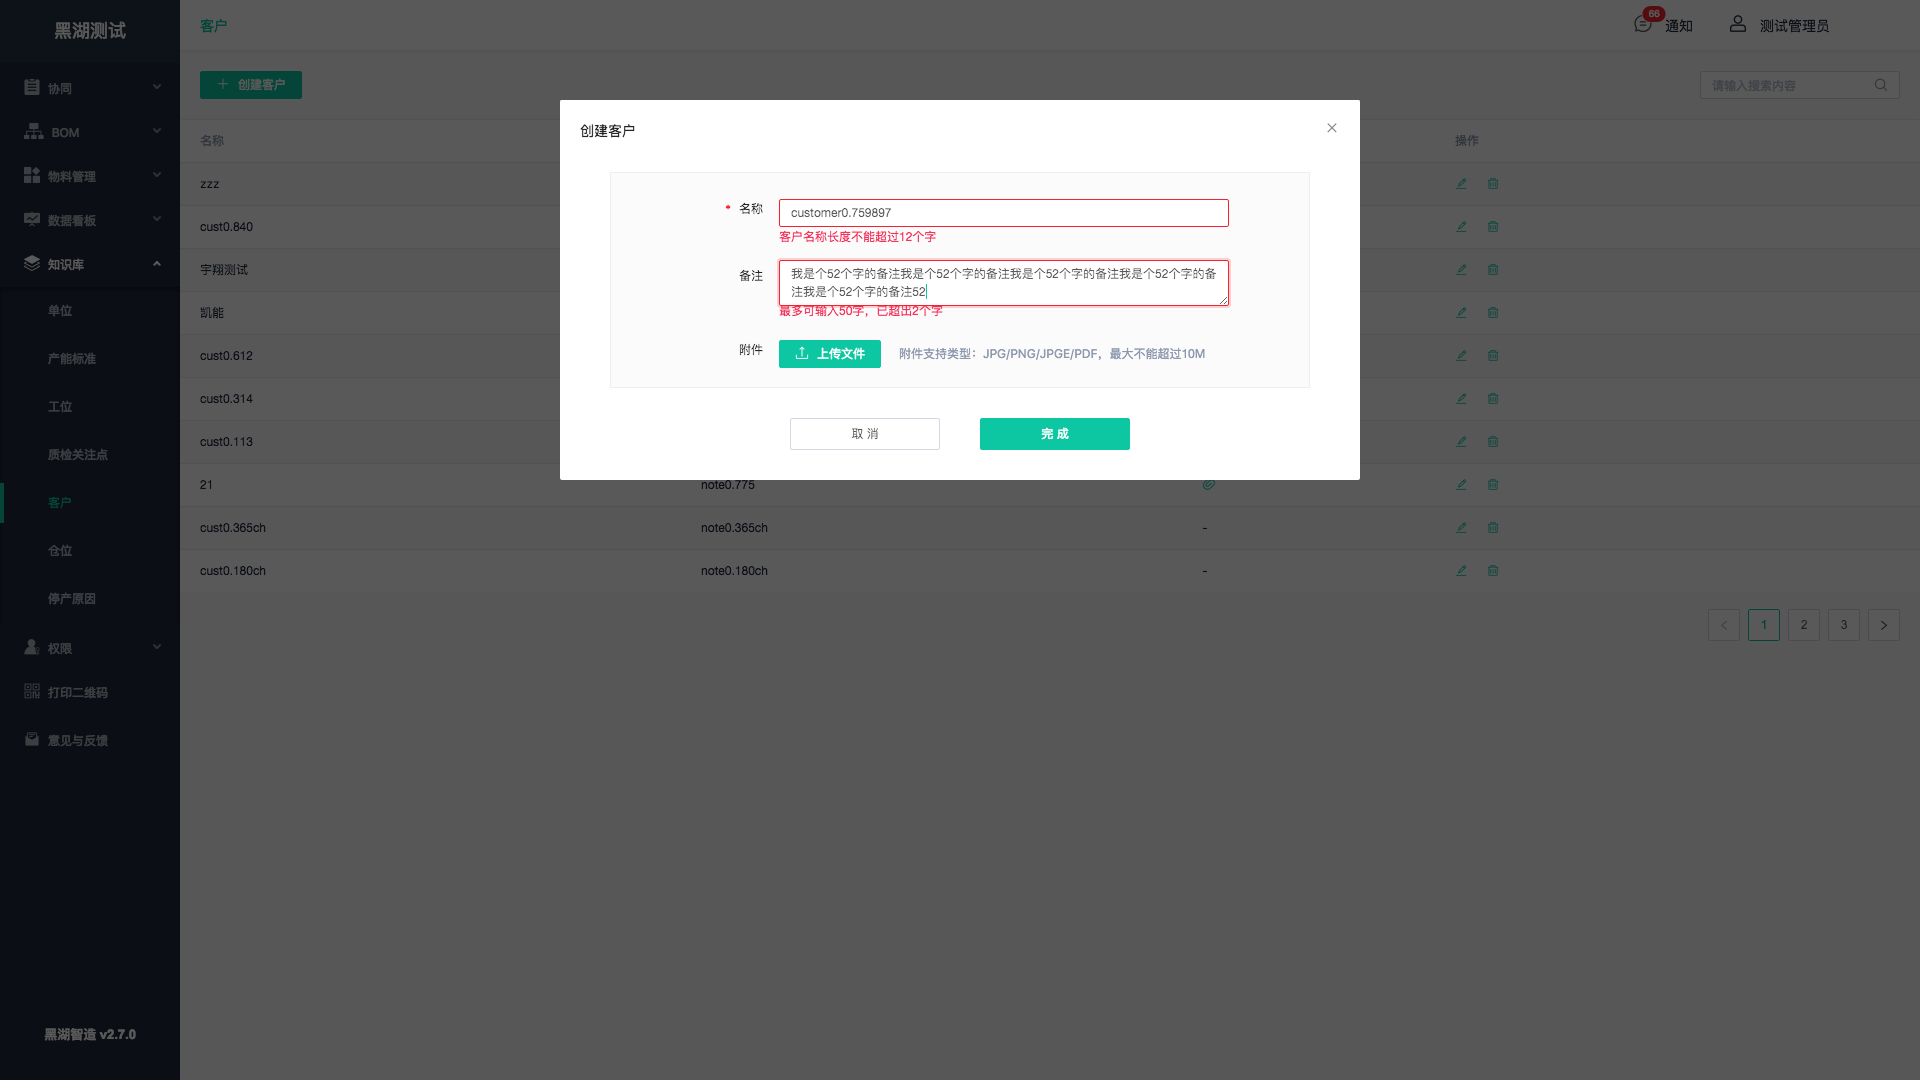 黑湖测试
客户
66
通知
测试管理员
协同
BOM
物料管理
数据看板
知识库
单位
产能标准
工位
质检关注点
客户
仓位
停产原因
权限
打印二维码
意见与反馈
黑湖智造 v2.7.0
创建客户
请输入搜索内容
名称
操作
zzz
cust0.840
宇翔测试
凯能
cust0.612
cust0.314
cust0.113
21 note0.775
cust0.365ch note0.365ch -
cust0.180ch note0.180ch -
1 2 3
创建客户
* 名称 customer0.759897
客户名称长度不能超过12个字
备注 我是个52个字的备注我是个52个字的备注我是个52个字的备注我是个52个字的备
注我是个52个字的备注52
最多可输入50字，已超出2个字
附件 上传文件 附件支持类型：JPG/PNG/JPGE/PDF，最大不能超过10M
取 消 完 成